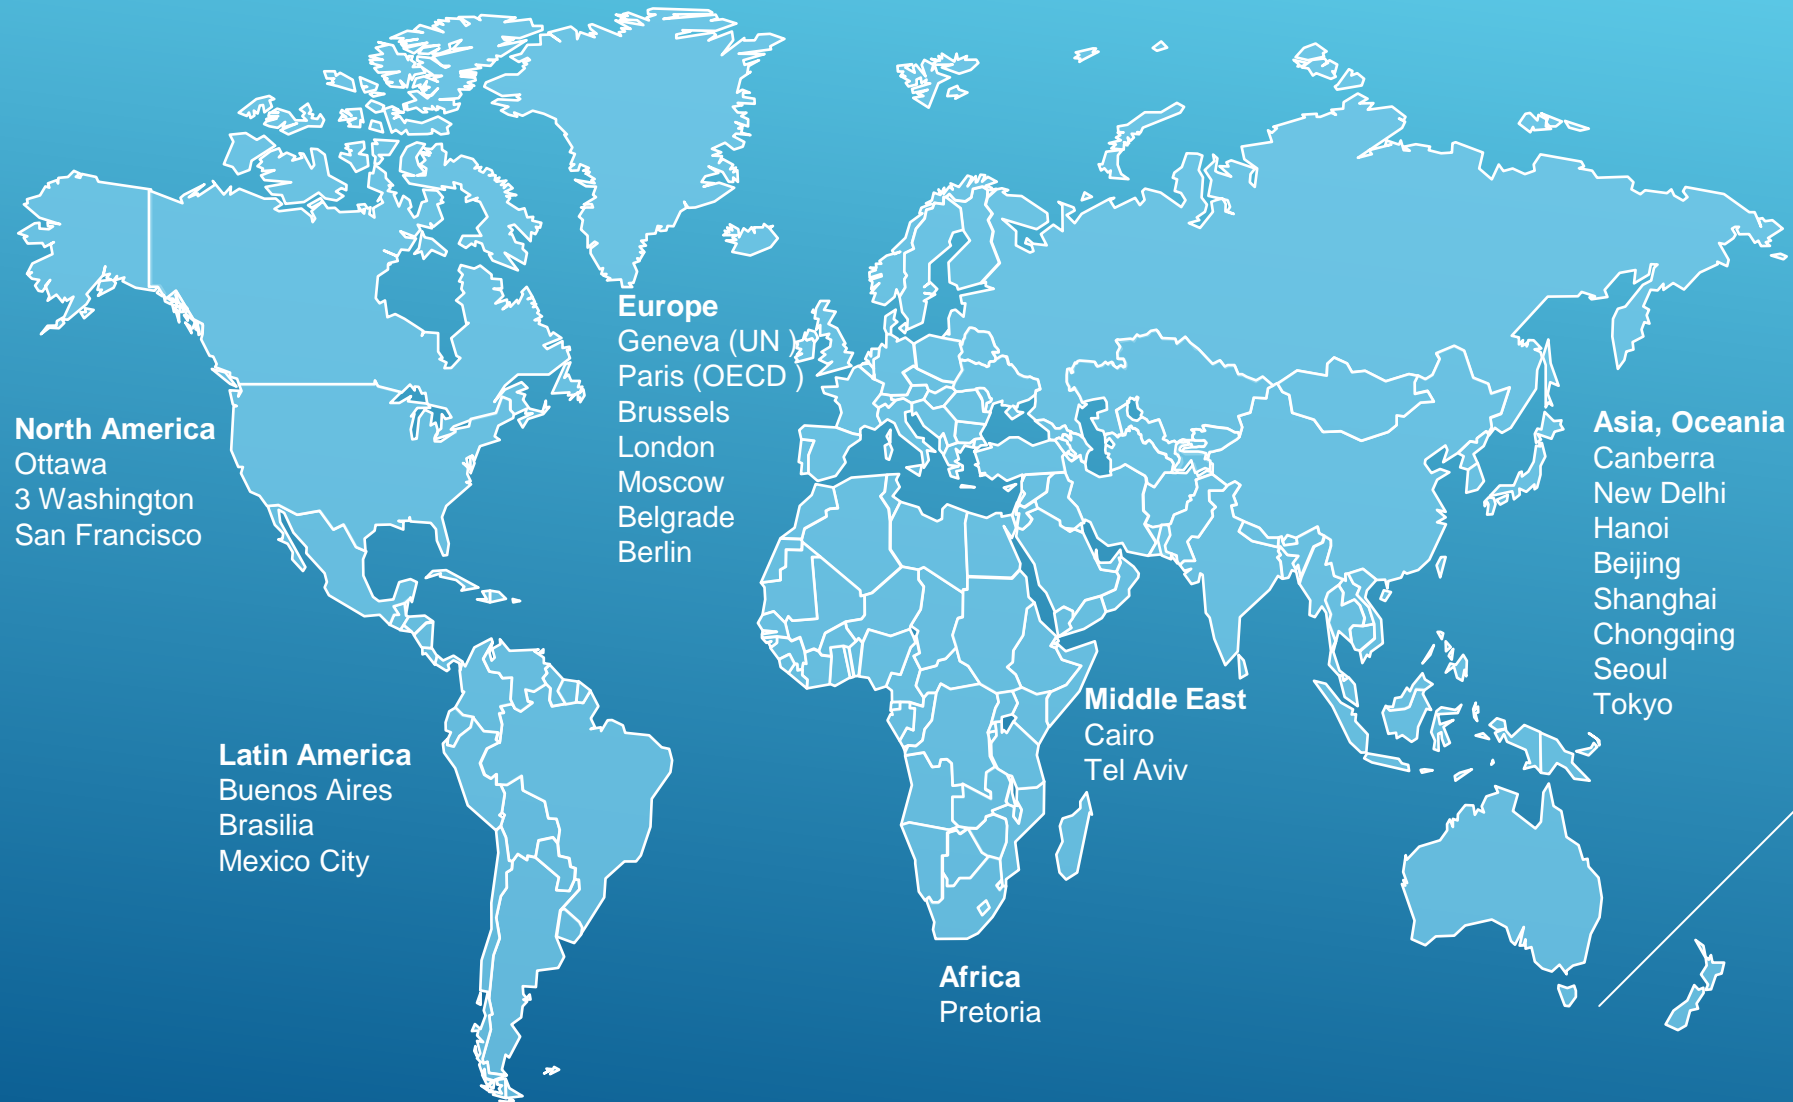 North America
Ottawa
3 Washington
San Francisco
Latin America
Buenos Aires
Brasilia
Mexico City
Europe
Geneva (UN )
Paris (OECD )
Brussels
London
Moscow
Belgrade
Berlin
Africa
Pretoria
Middle East
Cairo
Tel Aviv
Asia, Oceania
Canberra
New Delhi
Hanoi
Beijing
Shanghai
Chongqing
Seoul
Tokyo